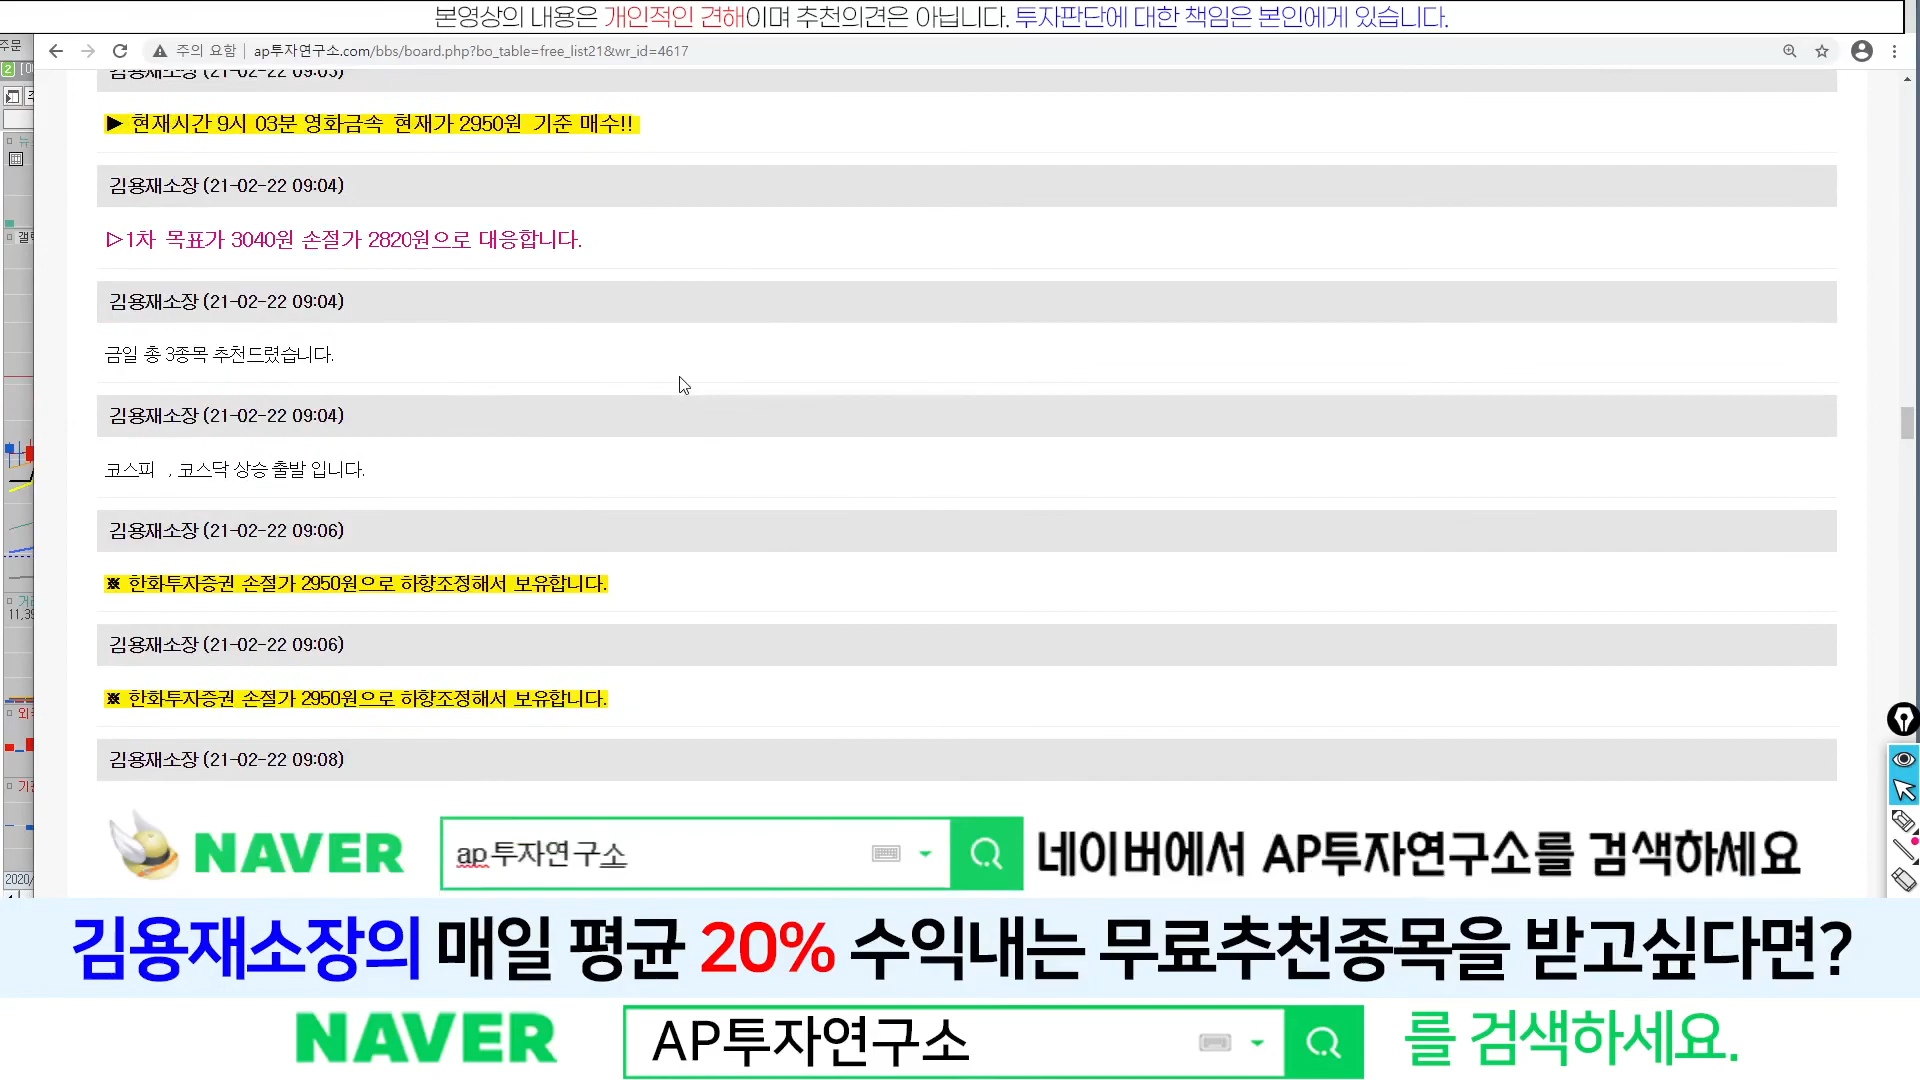 본영상의 내용은 개인적인 견해이며 추천의견은 아닙니다. 투자판단에 대한 책임은 본인에게 있습니다.
주문
주의 요함 | ap투자연구소.com/bbs/board.php?bo_table=free_list21&wr_id=4617
김용재소장 (21-02-22 09:03)
▶ 현재시간 9시 03분 영화금속 현재가 2950원 기준 매수!!
김용재소장 (21-02-22 09:04)
▷1차 목표가 3040원 손절가 2820원으로 대응합니다.
김용재소장 (21-02-22 09:04)
금일 총 3종목 추천드렸습니다.
김용재소장 (21-02-22 09:04)
코스피 , 코스닥 상승 출발 입니다.
김용재소장 (21-02-22 09:06)
※ 한화투자증권 손절가 2950원으로 하향조정해서 보유합니다.
김용재소장 (21-02-22 09:06)
※ 한화투자증권 손절가 2950원으로 하향조정해서 보유합니다.
김용재소장 (21-02-22 09:08)
NAVER ap투자연구소 네이버에서 AP투자연구소를 검색하세요
2020/
김용재소장의 매일 평균 20% 수익내는 무료추천종목을 받고싶다면?
NAVER AP투자연구소 를 검색하세요.